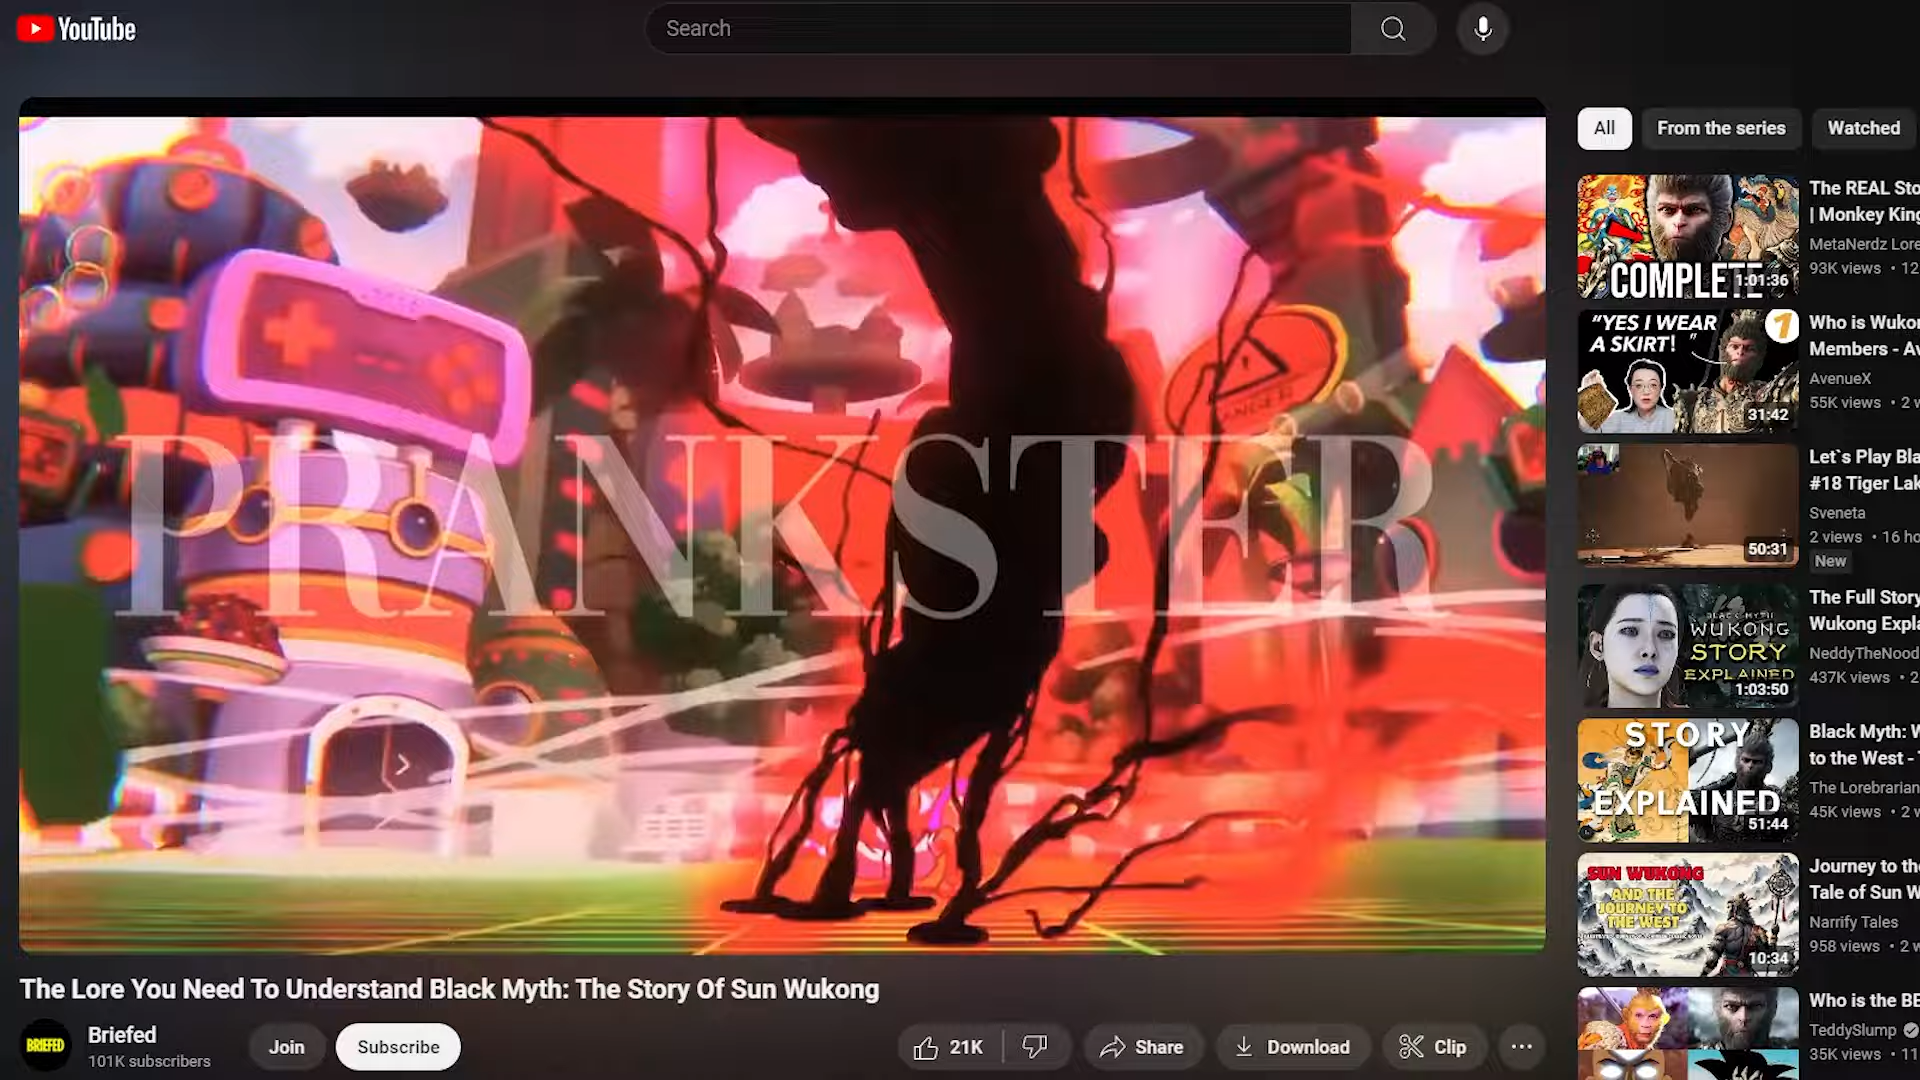 YouTube
Search
All
From the series
Watched
PRANKSTER
DANGER
The REAL Sto
| Monkey King
MetaNerdz Lore
93K views • 12
COMPLETE
1:01:36
"YES I WEAR
A SKIRT!"
1
Who is Wukon
Members - Av
AvenueX
55K views • 2 w
31:42
Let`s Play Bla
#18 Tiger Lak
Sveneta
2 views • 16 ho
New
50:31
The Full Story
Wukong Expla
NeddyTheNood
437K views • 2
BLACK MYTH
WUKONG
STORY
EXPLAINED
1:03:50
Black Myth: W
to the West - T
The Lorebrarian
45K views • 2 w
STORY
EXPLAINED
51:44
Journey to the
Tale of Sun W
Narrify Tales
958 views • 2 w
SUN WUKONG
AND THE
JOURNEY TO
THE WEST
10:34
Who is the BE
TeddySlump
35K views • 11
The Lore You Need To Understand Black Myth: The Story Of Sun Wukong
BRIEFED
Briefed
101K subscribers
Join
Subscribe
21K
Share
Download
Clip